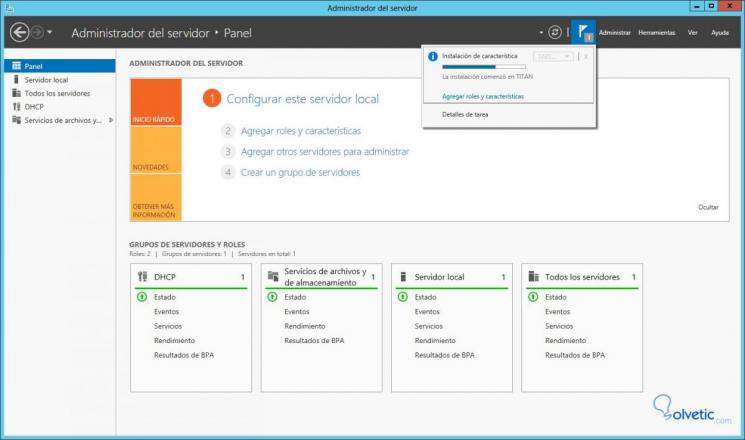 Administrador del servidor
Administrador del servidor • Panel
Administrar Herramientas Ver Ayuda
1
Panel
Servidor local
Todos los servidores
DHCP
Servicios de archivos y...
ADMINISTRADOR DEL SERVIDOR
Instalación de característica
X
La instalación comenzó en TITAN
Agregar roles y características
Detalles de tarea
INICIO RÁPIDO
NOVEDADES
OBTENER MÁS
INFORMACIÓN
1 Configurar este servidor local
2 Agregar roles y características
3 Agregar otros servidores para administrar
4 Crear un grupo de servidores
Ocultar
GRUPOS DE SERVIDORES Y ROLES
Roles: 2 | Grupos de servidores: 1 | Servidores en total: 1
DHCP 1
Estado
Eventos
Servicios
Rendimiento
Resultados de BPA
Servicios de archivos y
de almacenamiento 1
Estado
Eventos
Servicios
Rendimiento
Resultados de BPA
Servidor local 1
Estado
Eventos
Servicios
Rendimiento
Resultados de BPA
Todos los servidores 1
Estado
Eventos
Servicios
Rendimiento
Resultados de BPA
Solvetic.com